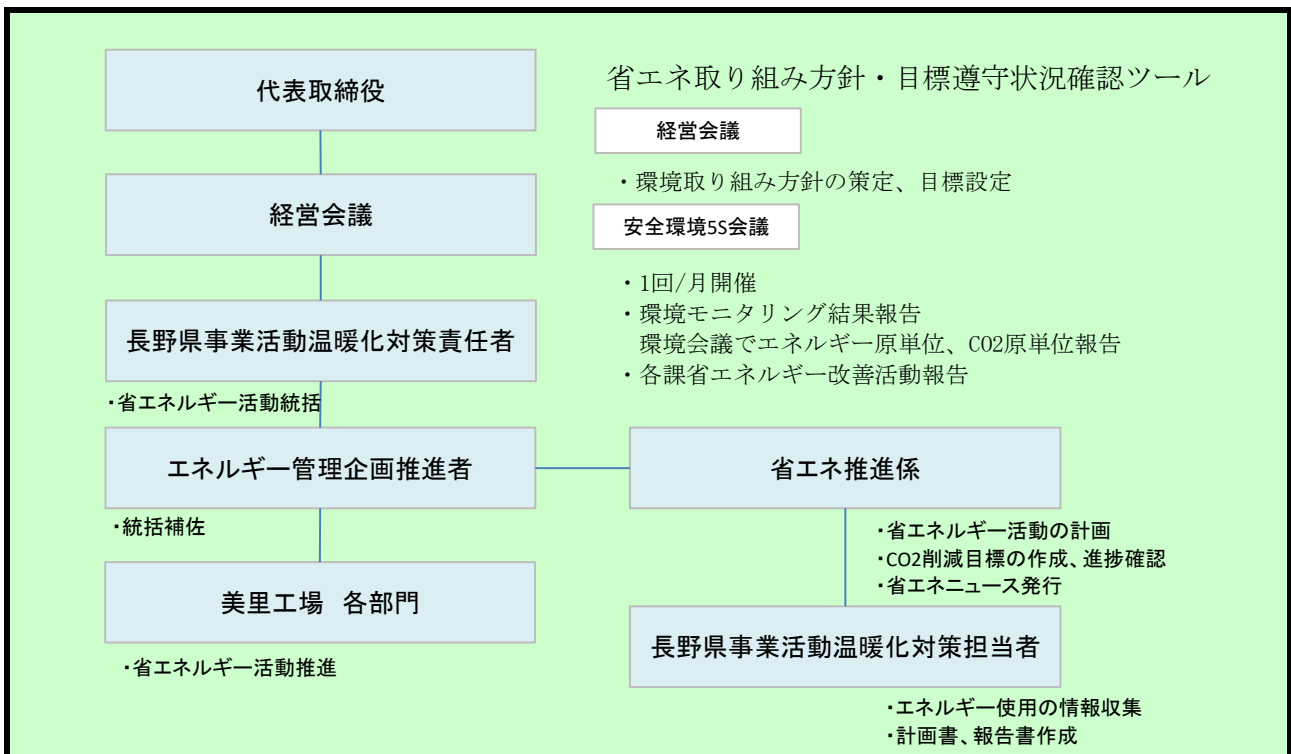 代表取締役
省エネ取り組み方針・目標遵守状況確認ツール
経営会議
・環境取り組み方針の策定、目標設定
経営会議
安全環境5S会議
・1回/月開催
・環境モニタリング結果報告
環境会議でエネルギー原単位、CO2原単位報告
・各課省エネルギー改善活動報告
長野県事業活動温暖化対策責任者
・省エネルギー活動統括
エネルギー管理企画推進者
省エネ推進係
・統括補佐
・省エネルギー活動の計画
・CO2削減目標の作成、進捗確認
・省エネニュース発行
美里工場　各部門
・省エネルギー活動推進
長野県事業活動温暖化対策担当者
・エネルギー使用の情報収集
・計画書、報告書作成